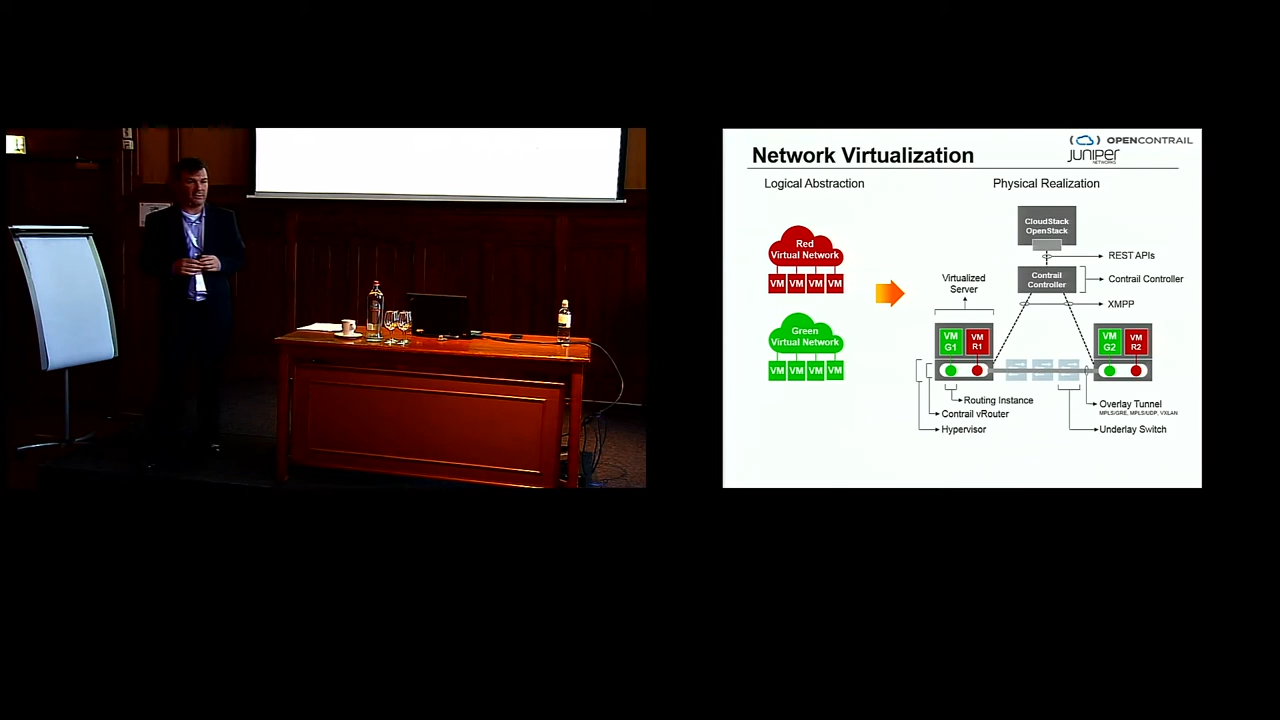 OPENCONTRAIL
JUNIPER
NETWORKS
Network Virtualization
Logical Abstraction
Physical Realization
Red
Virtual Network
VM VM VM VM
Green
Virtual Network
VM VM VM VM
CloudStack
OpenStack
REST APIs
Contrail
Controller
Contrail Controller
XMPP
Virtualized
Server
VM
G1
VM
R1
VM
G2
VM
R2
Routing Instance
Contrail vRouter
Hypervisor
Overlay Tunnel
MPLS/GRE, MPLS/UDP, VXLAN
Underlay Switch